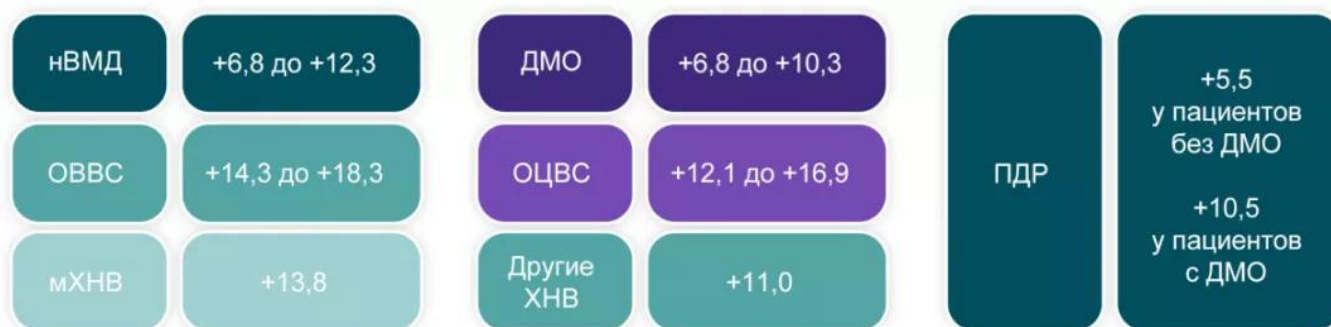 нВМД
+6,8 до +12,3
ОВВС
+14,3 до +18,3
мХНВ
+13,8
ДМО
+6,8 до +10,3
ОЦВС
+12,1 до +16,9
Другие
ХНВ
+11,0
ПДР
+5,5
у пациентов
без ДМО
+10,5
у пациентов
с ДМО